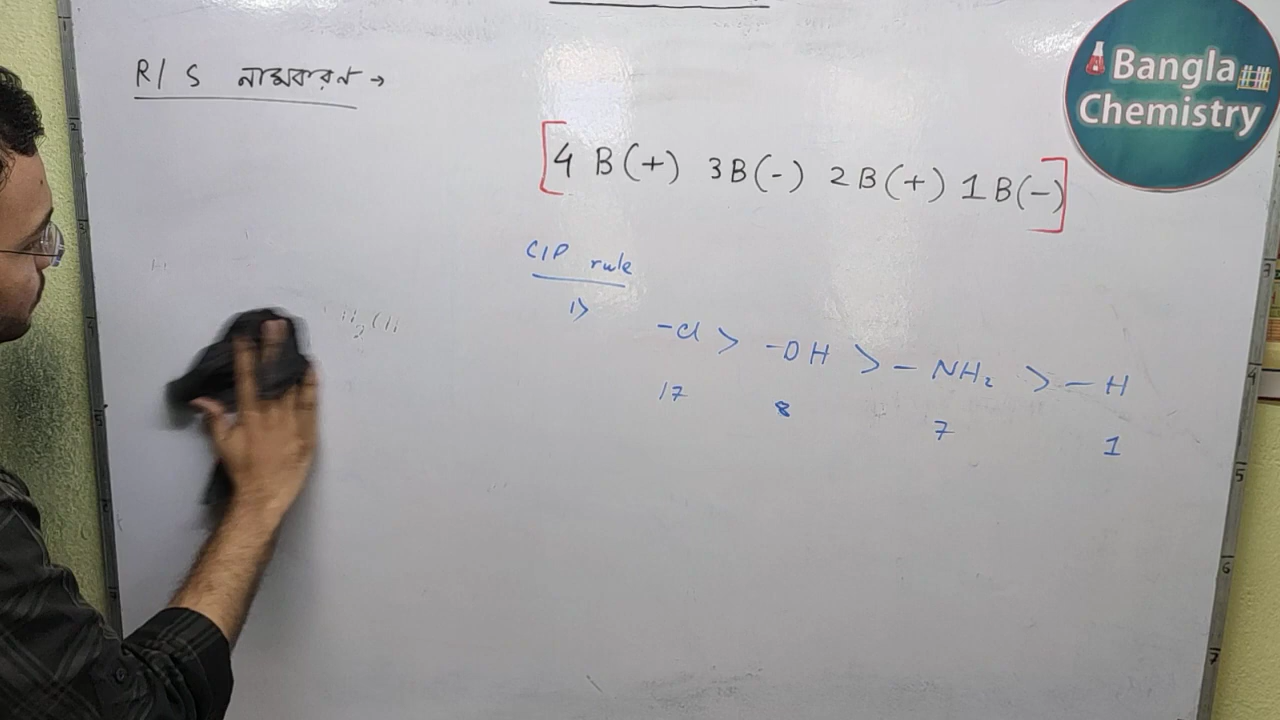 R/S নামকরণ →
[4 B(+) 3B(-) 2B(+) 1B(-)]
CIP rule
1>
-Cl > -OH > -NH₂ > -H
17 8 7 1
Bangla
Chemistry